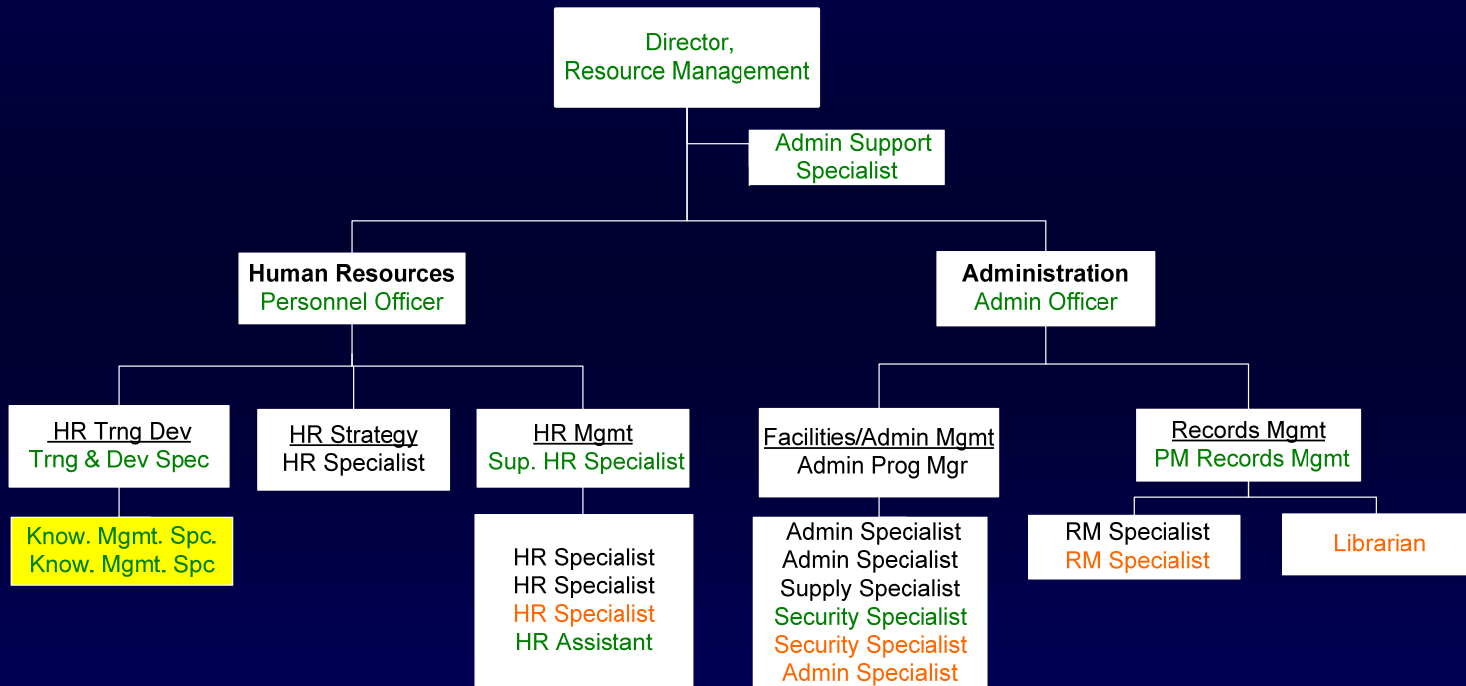 Director,
Resource Management
Admin Support
Specialist
Human Resources
Personnel Officer
Administration
Admin Officer
HR Trng Dev
Trng & Dev Spec
HR Strategy
HR Specialist
HR Mgmt
Sup. HR Specialist
Facilities/Admin Mgmt
Admin Prog Mgr
Records Mgmt
PM Records Mgmt
Know. Mgmt. Spc.
Know. Mgmt. Spc
HR Specialist
HR Specialist
HR Specialist
HR Assistant
Admin Specialist
Admin Specialist
Supply Specialist
Security Specialist
Security Specialist
Admin Specialist
RM Specialist
RM Specialist
Librarian